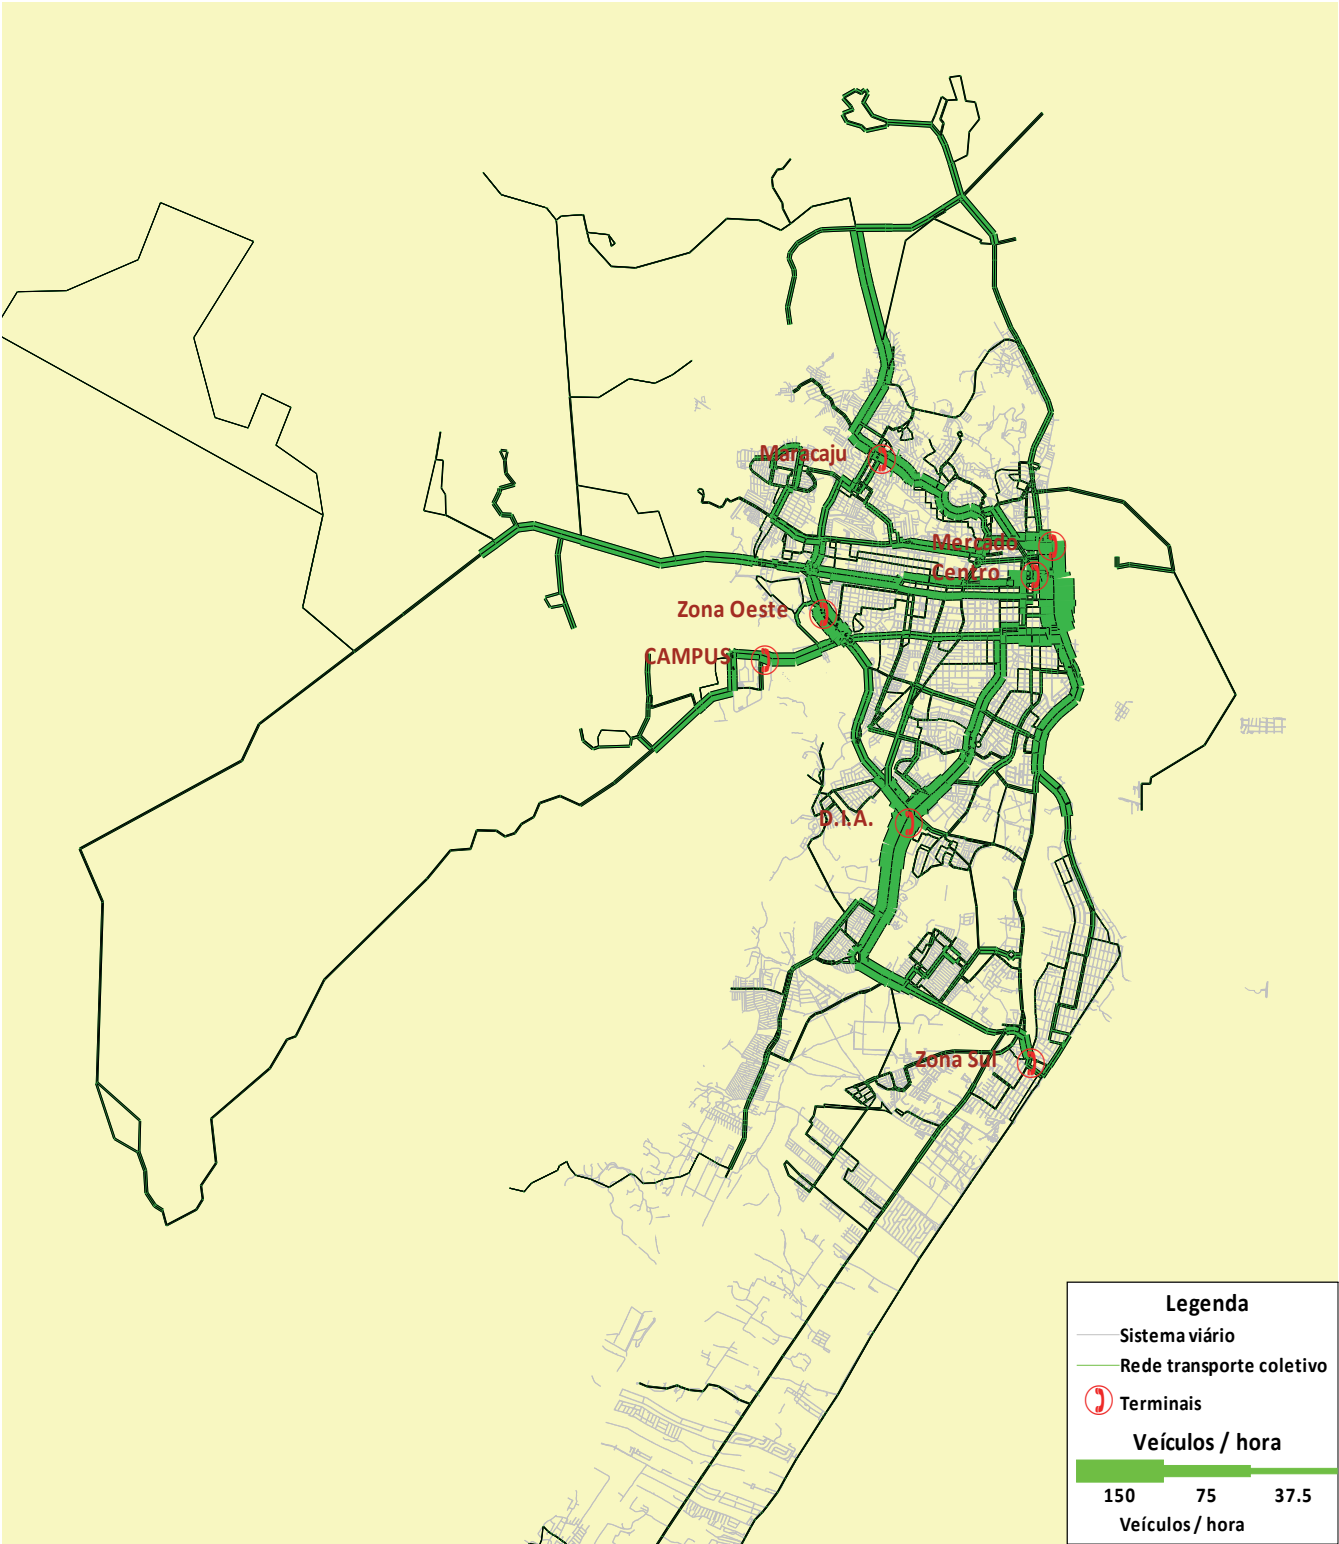 Maracaju
Mercado
Centro
Zona Oeste
CAMPUS
D.I.A.
Zona Sul
Legenda
Sistema viário
Rede transporte coletivo
Terminais
Veículos / hora
150 75 37.5
Veículos / hora